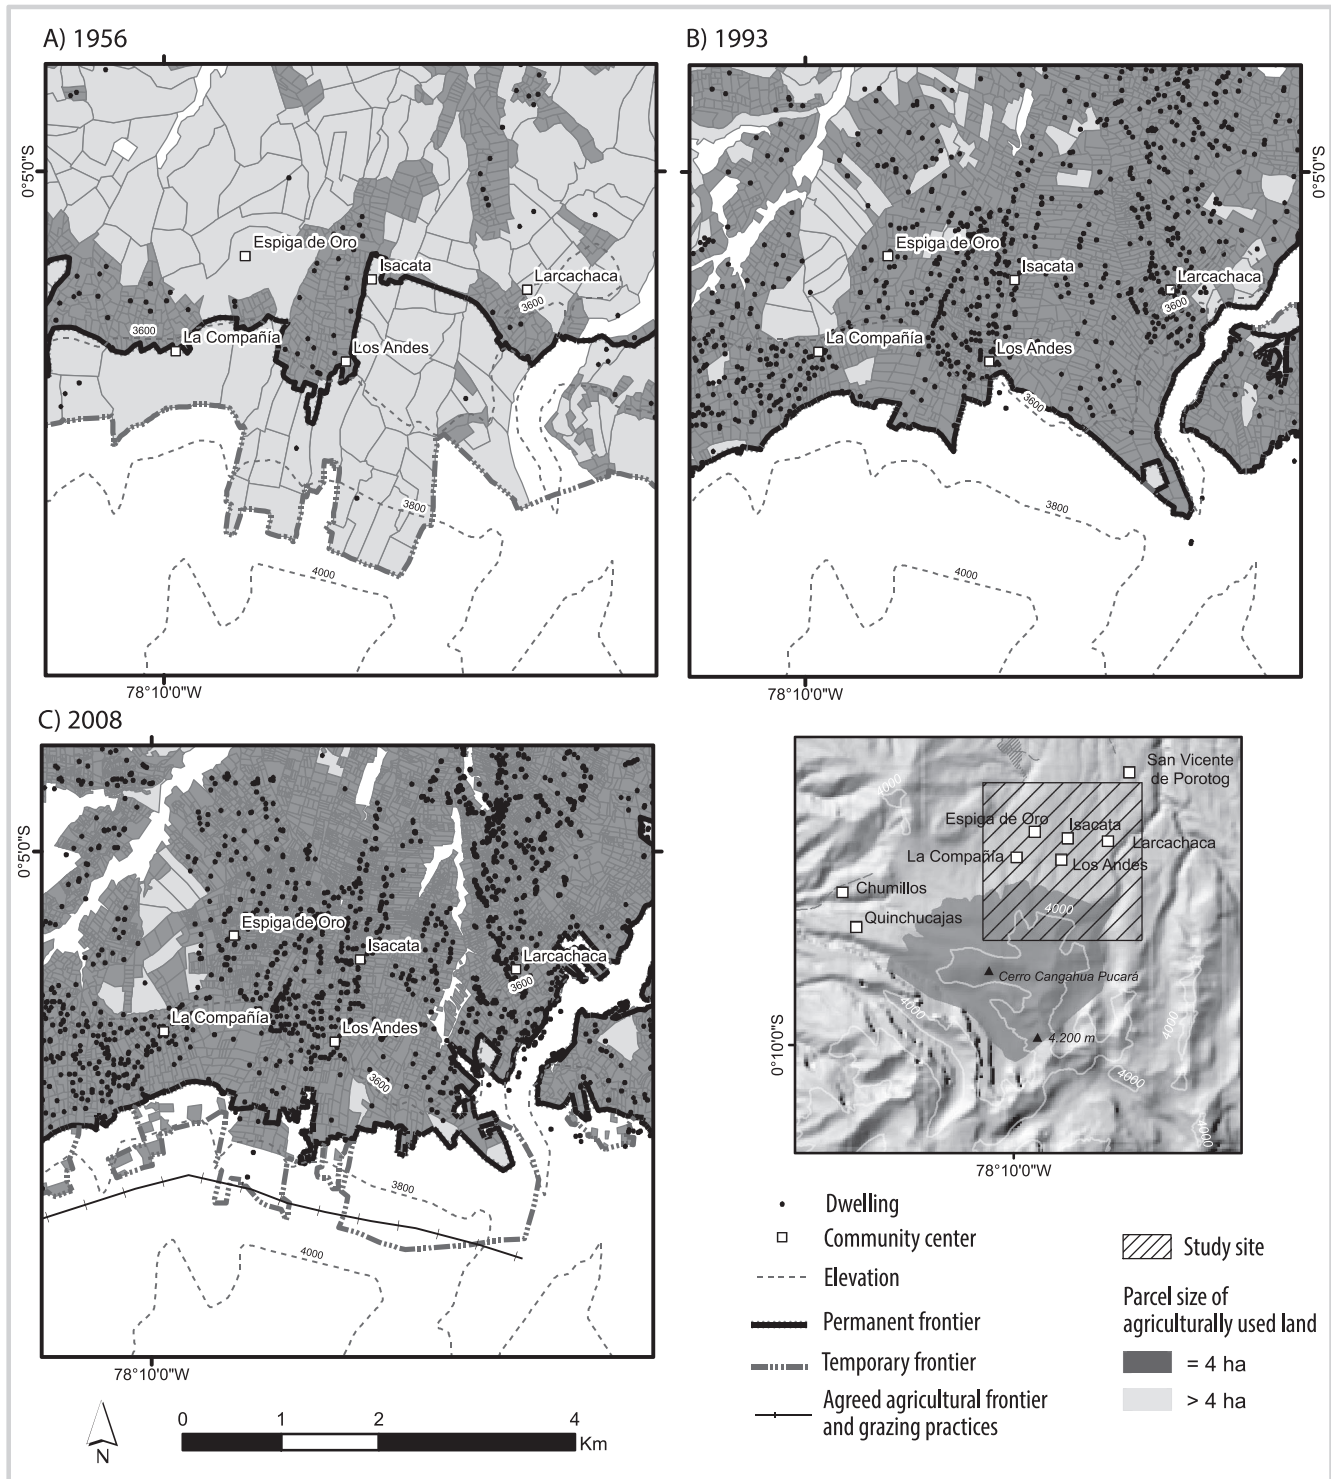 A) 1956
0°5'0"S
Espiga de Oro
Isacata
Larcachaca
3600
3600
La Compañía
Los Andes
3800
4000
78°10'0"W
B) 1993
0°5'0"S
Espiga de Oro
Isacata
Larcachaca
3600
La Compañía
Los Andes
3600
3800
4000
78°10'0"W
C) 2008
0°5'0"S
Espiga de Oro
Isacata
Larcachaca
3600
La Compañía
Los Andes
3600
3800
4000
78°10'0"W
N
0 1 2 4
Km
San Vicente
de Porotog
4000
Espiga de Oro
Isacata
La Compañía
Larcachaca
Los Andes
Chumillos
Quinchucajas
4000
Cerro Cangahua Pucará
4000
4000
4.200 m
4000
4000
0°10'0"S
78°10'0"W
Dwelling
Community center
Elevation
Permanent frontier
Temporary frontier
Agreed agricultural frontier
and grazing practices
Study site
Parcel size of
agriculturally used land
= 4 ha
> 4 ha